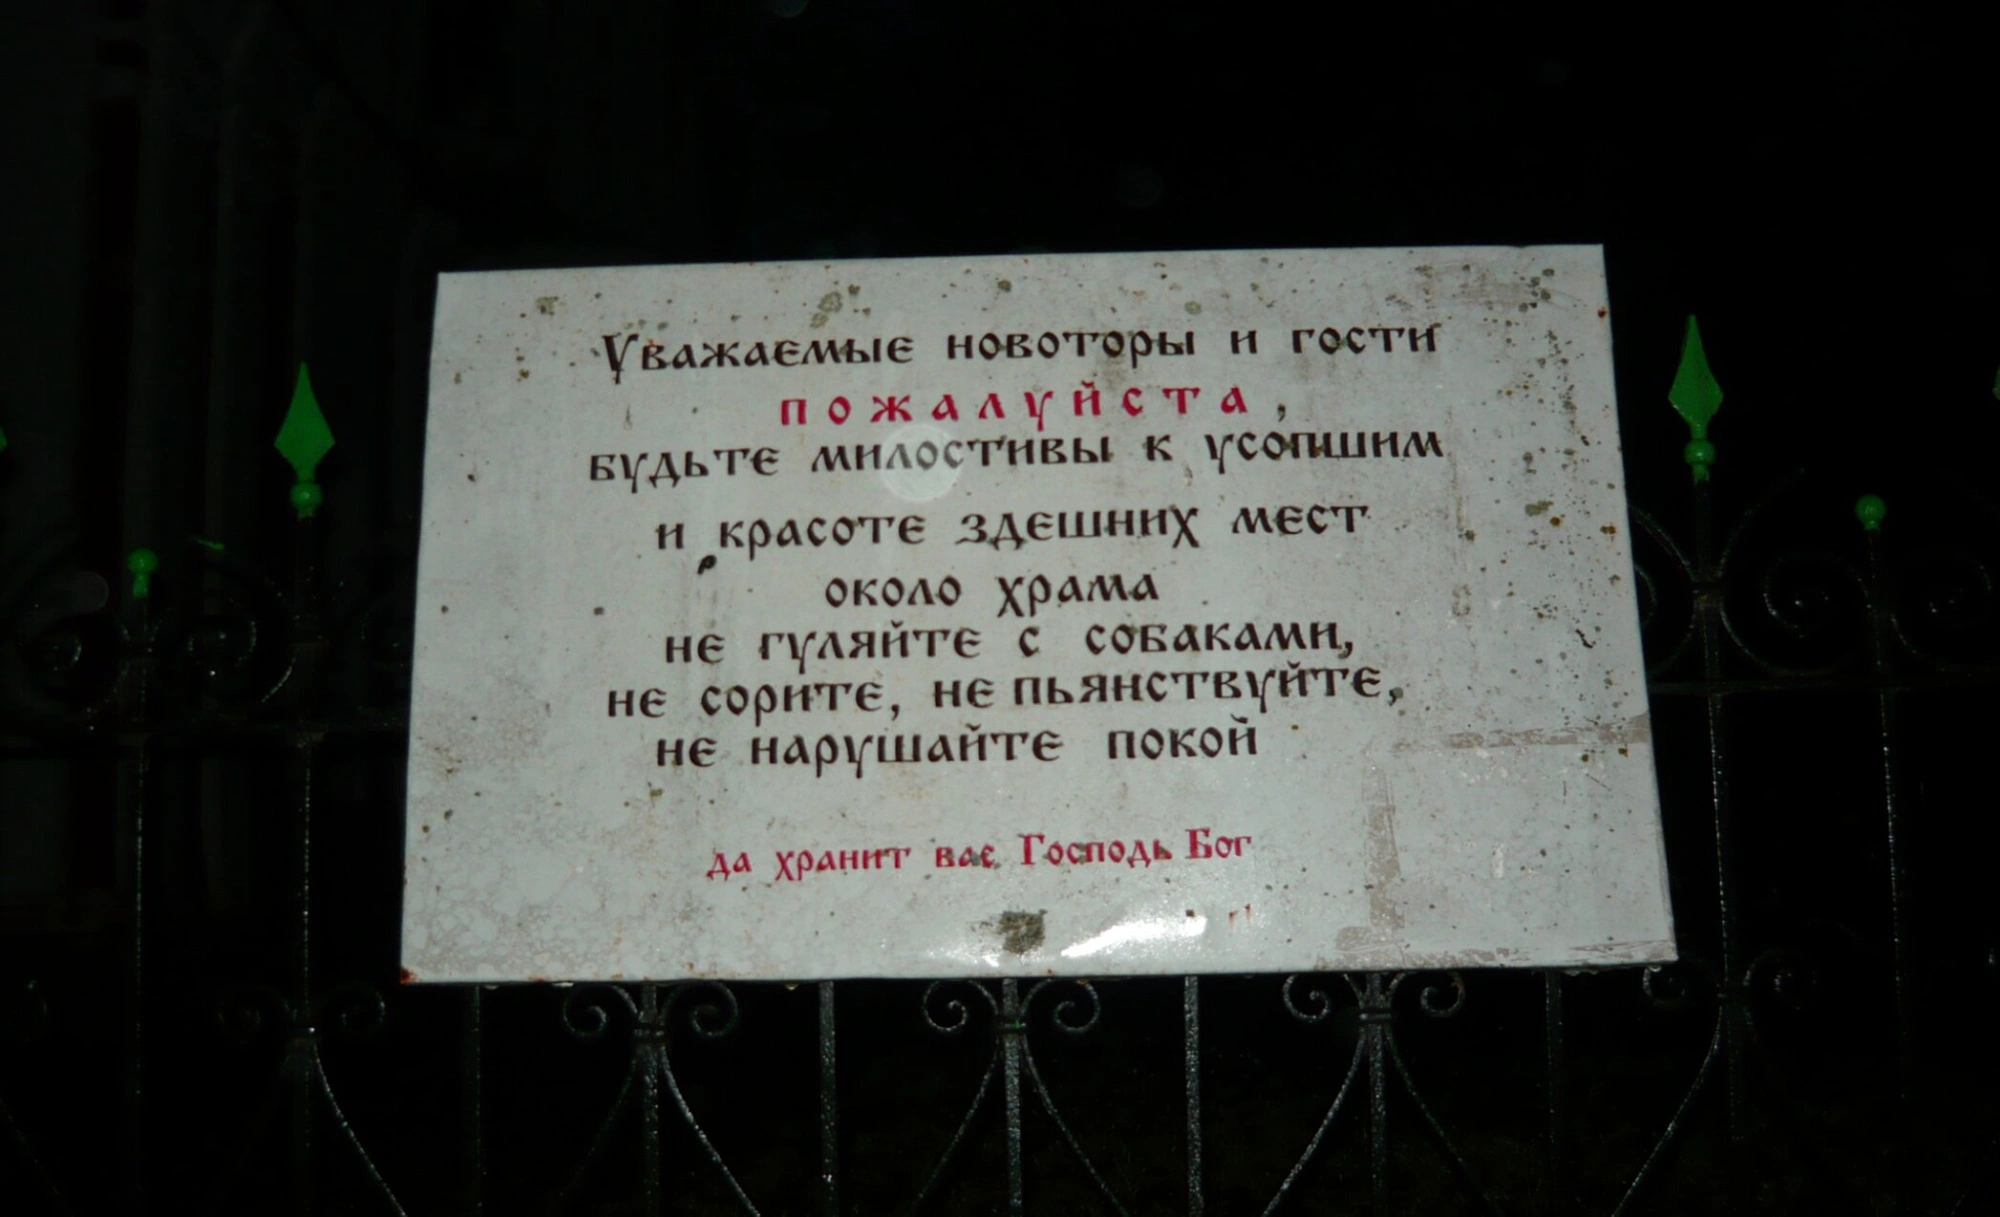 Уважаемые новоторы и гости
пожалуйста,
будьте милостивы к усопшим
и красоте здешних мест
около храма
не гуляйте с собаками,
не сорите, не пьянствуйте,
не нарушайте покой
да хранит вас Господь Бог